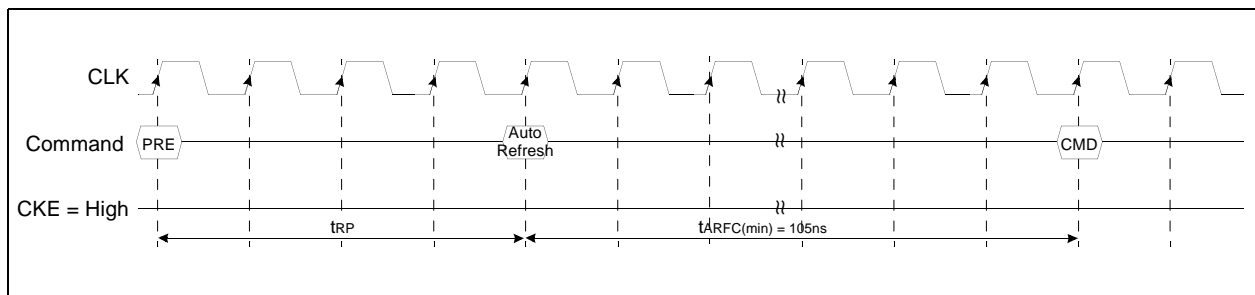 CLK
Command
PRE
Auto
Refresh
CMD
CKE = High
tRP
tARFC(min) = 105ns